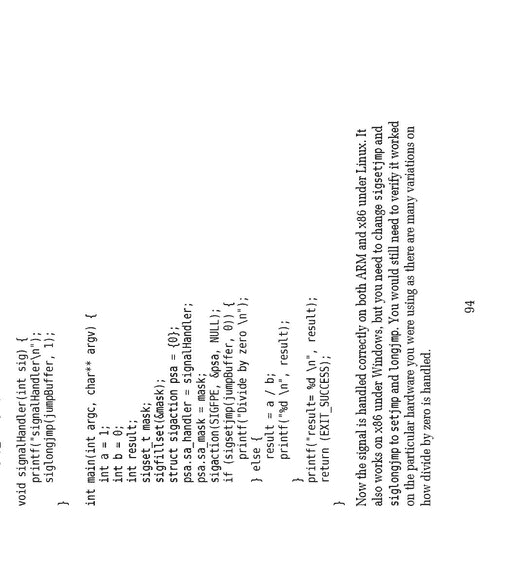 void signalHandler(int sig) {
printf("signalHandler\n");
siglongjmp(jumpBuffer, 1);
}
int main(int argc, char** argv) {
int a = 1;
int b = 0;
int result;
sigset_t mask;
sigfillset(&mask);
struct sigaction psa = {0};
psa.sa_handler = signalHandler;
psa.sa_mask = mask;
sigaction(SIGFPE, &psa, NULL);
if (sigsetjmp(jumpBuffer, 0)) {
printf("Divide by zero \n");
} else {
result = a / b;
printf("%d \n", result);
}
printf("result= %d \n", result);
return (EXIT_SUCCESS);
}
Now the signal is handled correctly on both ARM and x86 under Linux. It
also works on x86 under Windows, but you need to change sigsetjmp and
siglongjmp to setjmp and longjmp. You would still need to verify it worked
on the particular hardware you were using as there are many variations on
how divide by zero is handled.
94